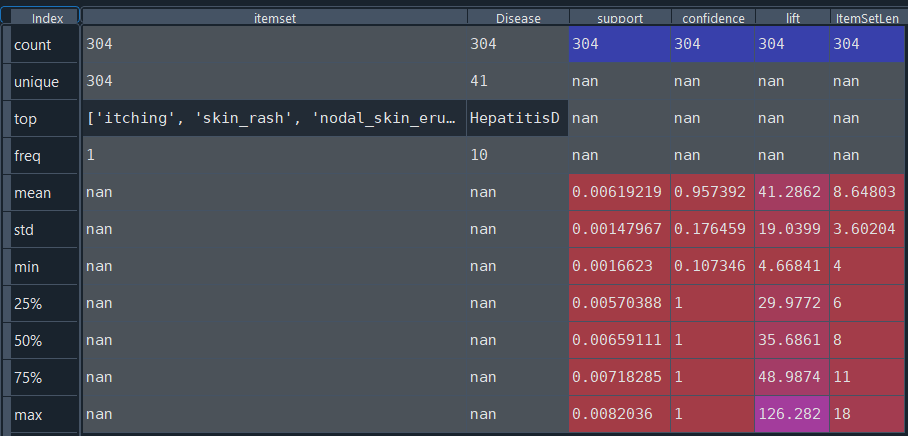 Index itemset Disease support confidence lift ItemSetLen
count 304 304 304 304 304 304
unique 304 41 nan nan nan nan
top ['itching', 'skin_rash', 'nodal_skin_eru… HepatitisD nan nan nan nan
freq 1 10 nan nan nan nan
mean nan nan 0.00619219 0.957392 41.2862 8.64803
std nan nan 0.00147967 0.176459 19.0399 3.60204
min nan nan 0.0016623 0.107346 4.66841 4
25% nan nan 0.00570388 1 29.9772 6
50% nan nan 0.00659111 1 35.6861 8
75% nan nan 0.00718285 1 48.9874 11
max nan nan 0.0082036 1 126.282 18